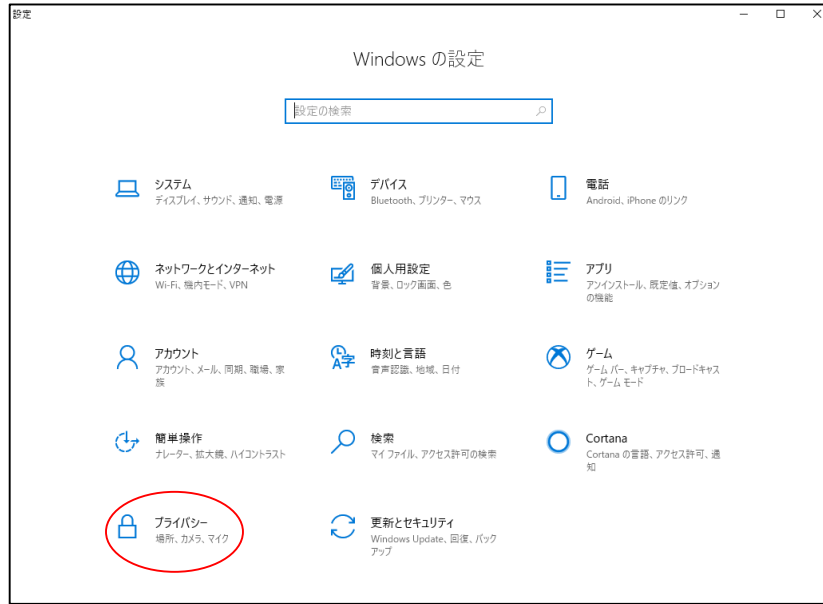 設定
Windows の設定
設定の検索
システム
ディスプレイ、サウンド、通知、電源
デバイス
Bluetooth、プリンター、マウス
電話
Android、iPhone のリンク
ネットワークとインターネット
Wi-Fi、機内モード、VPN
個人用設定
背景、ロック画面、色
アプリ
アンインストール、既定値、オプション
の機能
アカウント
アカウント、メール、同期、職場、家
族
時刻と言語
音声認識、地域、日付
ゲーム
ゲーム バー、キャプチャ、ブロードキャス
ト、ゲーム モード
簡単操作
ナレーター、拡大鏡、ハイコントラスト
検索
マイ ファイル、アクセス許可の検索
Cortana
Cortana の言語、アクセス許可、通
知
プライバシー
場所、カメラ、マイク
更新とセキュリティ
Windows Update、回復、バック
アップ